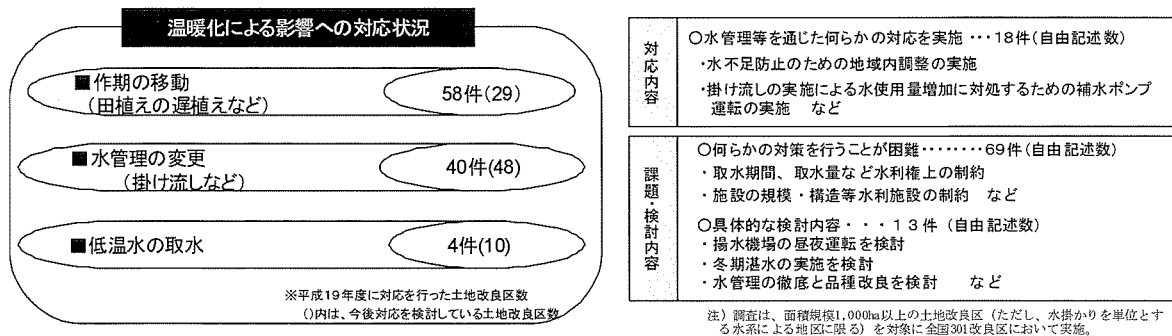 温暖化による影響への対応状況
■作期の移動
（田植えの遅植えなど）
58件(29)
■水管理の変更
（掛け流しなど）
40件(48)
■低温水の取水
4件(10)
※平成19年度に対応を行った土地改良区数
()内は、今後対応を検討している土地改良区数
対応内容
○水管理等を通じた何らかの対応を実施 ･･･18件（自由記述数）
・水不足防止のための地域内調整の実施
・掛け流しの実施による水使用量増加に対処するための補水ポンプ
運転の実施 など
課題・検討内容
○何らかの対策を行うことが困難････････69件（自由記述数）
・取水期間、取水量など水利権上の制約
・施設の規模・構造等水利施設の制約 など
○具体的な検討内容・・・１３件（自由記述数）
・揚水機場の昼夜運転を検討
・冬期湛水の実施を検討
・水管理の徹底と品種改良を検討 など
注）調査は、面積規模1,000ha以上の土地改良区（ただし、水掛かりを単位とす
る水系による地区に限る）を対象に全国301改良区において実施。